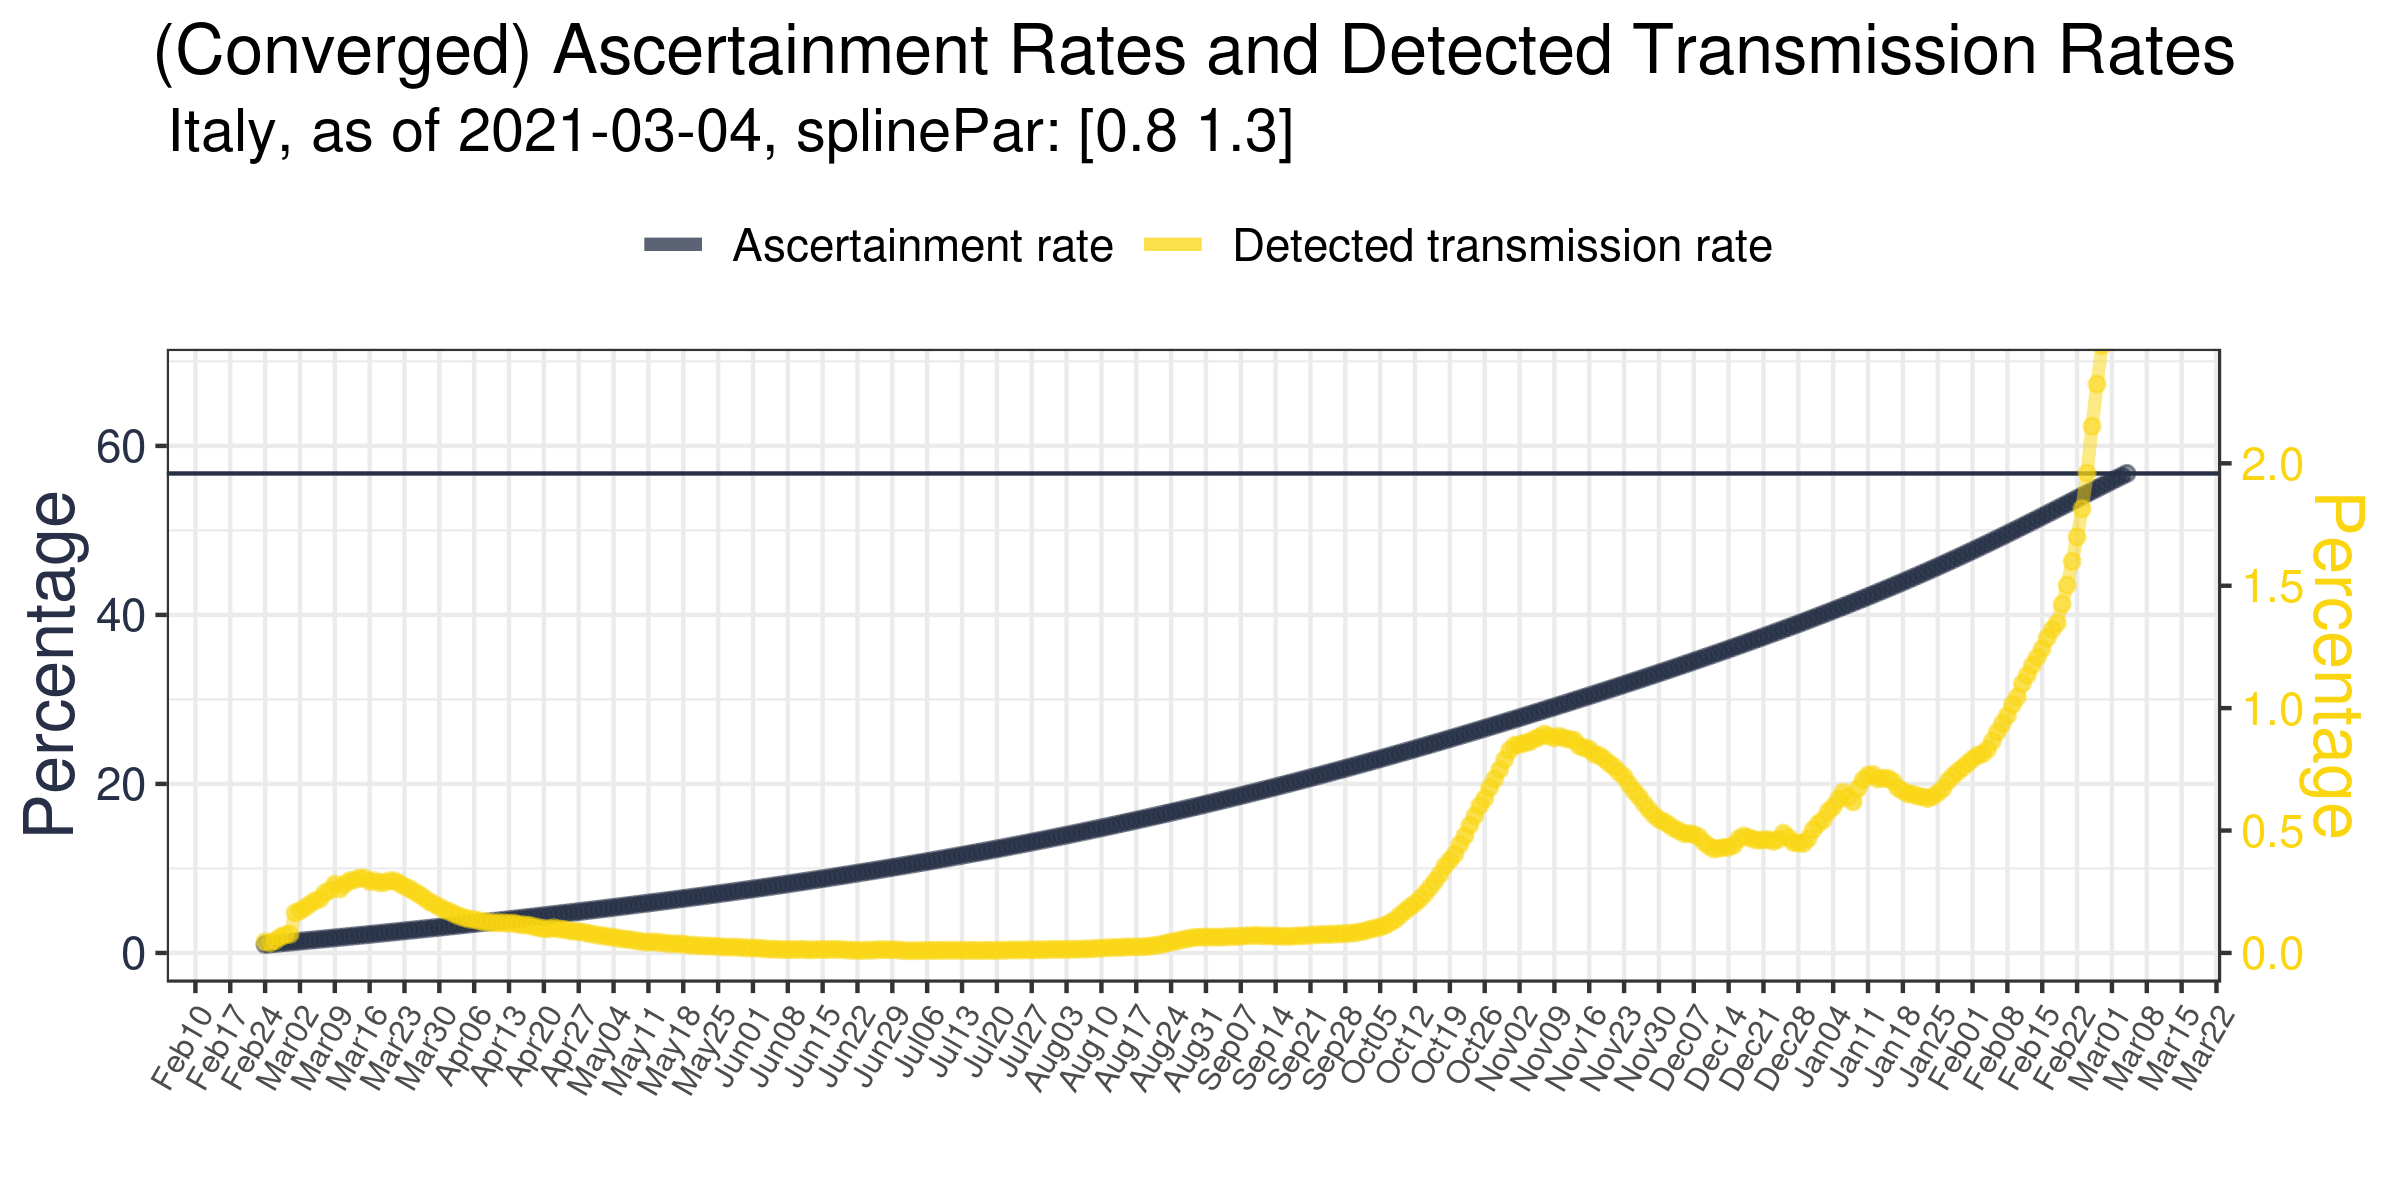 (Converged) Ascertainment Rates and Detected Transmission Rates
Italy, as of 2021-03-04, splinePar: [0.8 1.3]
Ascertainment rate
Detected transmission rate
Percentage
60
40
20
0
2.0
1.5
1.0
0.5
0.0
Percentage
Feb10
Feb17
Feb24
Mar02
Mar09
Mar16
Mar23
Mar30
Apr06
Apr13
Apr20
Apr27
May04
May11
May18
May25
Jun01
Jun08
Jun15
Jun22
Jun29
Jul06
Jul13
Jul20
Jul27
Aug03
Aug10
Aug17
Aug24
Aug31
Sep07
Sep14
Sep21
Sep28
Oct05
Oct12
Oct19
Oct26
Nov02
Nov09
Nov16
Nov23
Nov30
Dec07
Dec14
Dec21
Dec28
Jan04
Jan11
Jan18
Jan25
Feb01
Feb08
Feb15
Feb22
Mar01
Mar08
Mar15
Mar22